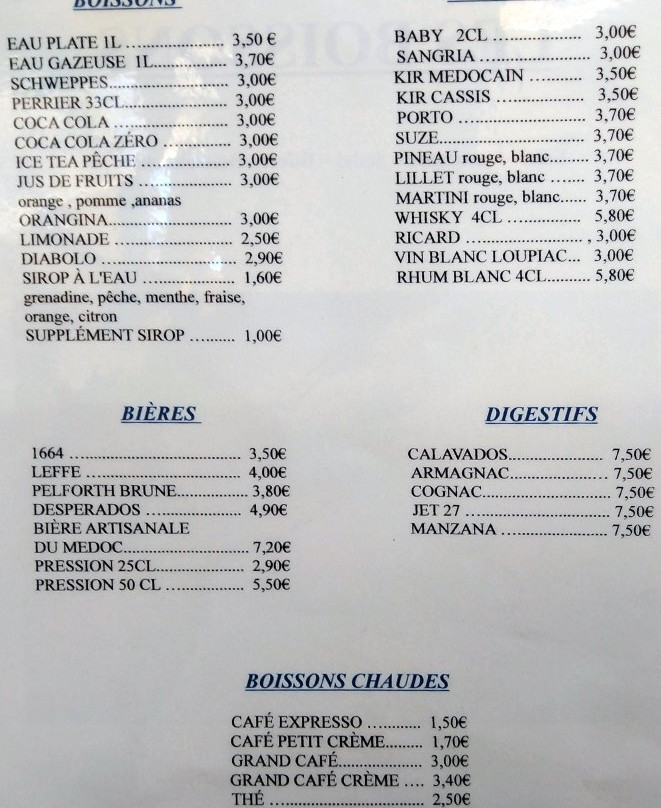 BOISSONS
EAU PLATE 1L .................... 3,50 €
EAU GAZEUSE 1L................ 3,70€
SCHWEPPES........................ 3,00€
PERRIER 33CL..................... 3,00€
COCA COLA ....................... 3,00€
COCA COLA ZÉRO ............. 3,00€
ICE TEA PÊCHE .................. 3,00€
JUS DE FRUITS .................. 3,00€
orange , pomme ,ananas
ORANGINA......................... 3,00€
LIMONADE ........................ 2,50€
DIABOLO ........................... 2,90€
SIROP À L'EAU .................. 1,60€
grenadine, pêche, menthe, fraise,
orange, citron
SUPPLÉMENT SIROP .......... 1,00€
BABY 2CL .................... 3,00€
SANGRIA ...................... 3,00€
KIR MEDOCAIN ........... 3,50€
KIR CASSIS ................... 3,50€
PORTO ........................... 3,70€
SUZE............................... 3,70€
PINEAU rouge, blanc........ 3,70€
LILLET rouge, blanc ....... 3,70€
MARTINI rouge, blanc...... 3,70€
WHISKY 4CL ................ 5,80€
RICARD ........................ , 3,00€
VIN BLANC LOUPIAC... 3,00€
RHUM BLANC 4CL.......... 5,80€
BIÈRES
1664 ................................... 3,50€
LEFFE ................................ 4,00€
PELFORTH BRUNE.............. 3,80€
DESPERADOS ................... 4,90€
BIÈRE ARTISANALE
DU MEDOC......................... 7,20€
PRESSION 25CL................. 2,90€
PRESSION 50 CL ................ 5,50€
DIGESTIFS
CALAVADOS................... 7,50€
ARMAGNAC.................... 7,50€
COGNAC.......................... 7,50€
JET 27 ............................. 7,50€
MANZANA ...................... 7,50€
BOISSONS CHAUDES
CAFÉ EXPRESSO ............ 1,50€
CAFÉ PETIT CRÈME......... 1,70€
GRAND CAFÉ.................. 3,00€
GRAND CAFÉ CRÈME .... 3,40€
THÉ ................................. 2,50€